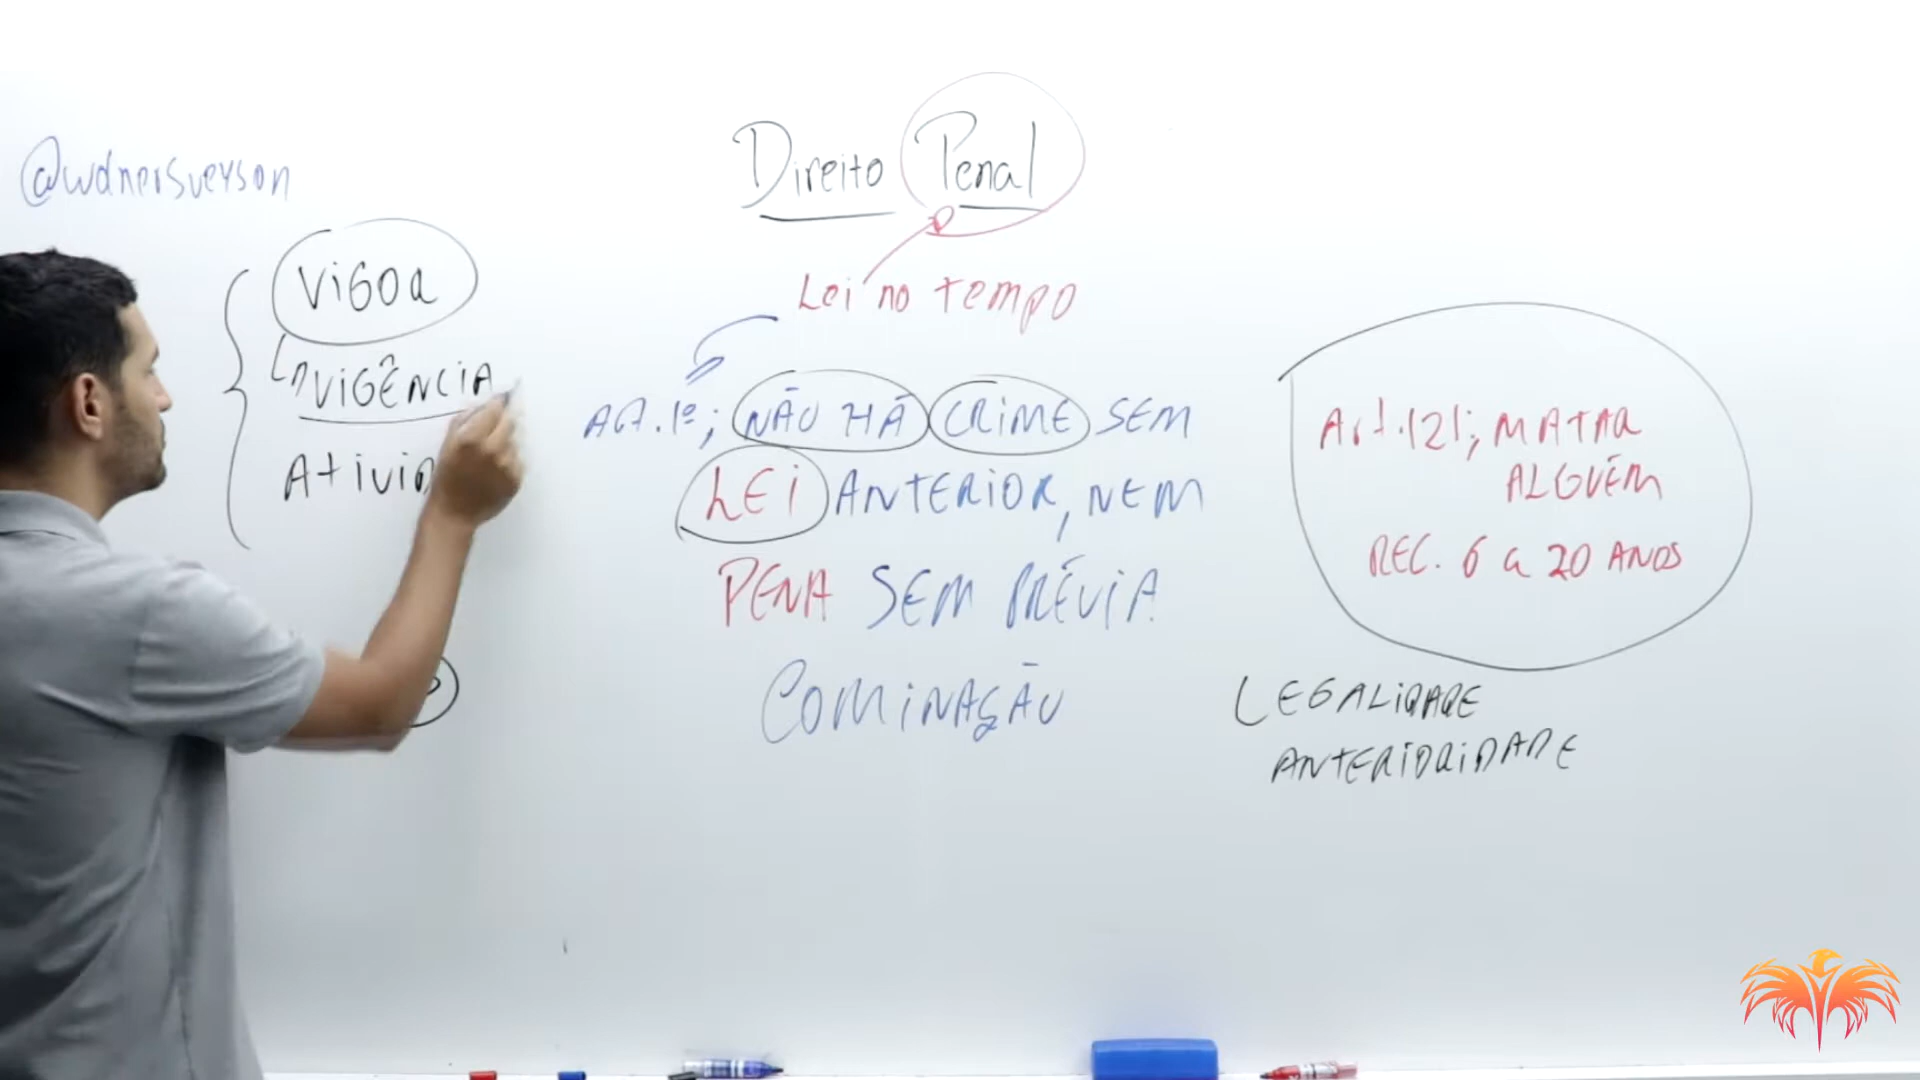 Direito Penal
@wdnersveyson
Lei no tempo
VIGOR
VIGÊNCIA
ART. 1º; NÃO HÁ CRIME SEM
LEI ANTERIOR, NEM
PENA SEM PRÉVIA
COMINAÇÃO
Art. 121; MATAR
ALGUÉM
REC. 6 a 20 ANOS
LEGALIDADE
ANTERIORIDADE